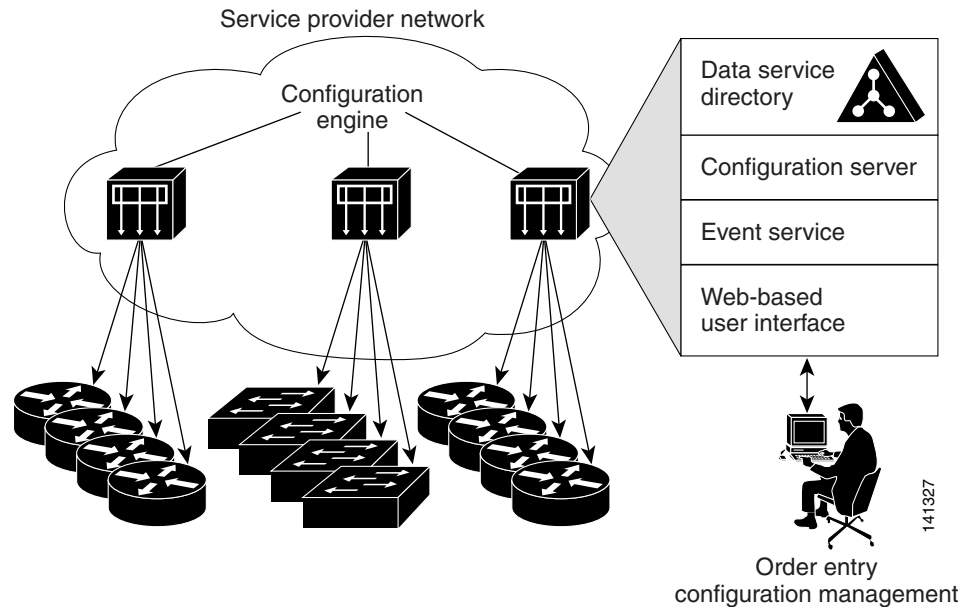 Service provider network
Configuration
engine
Data service
directory
Configuration server
Event service
Web-based
user interface
141327
Order entry
configuration management